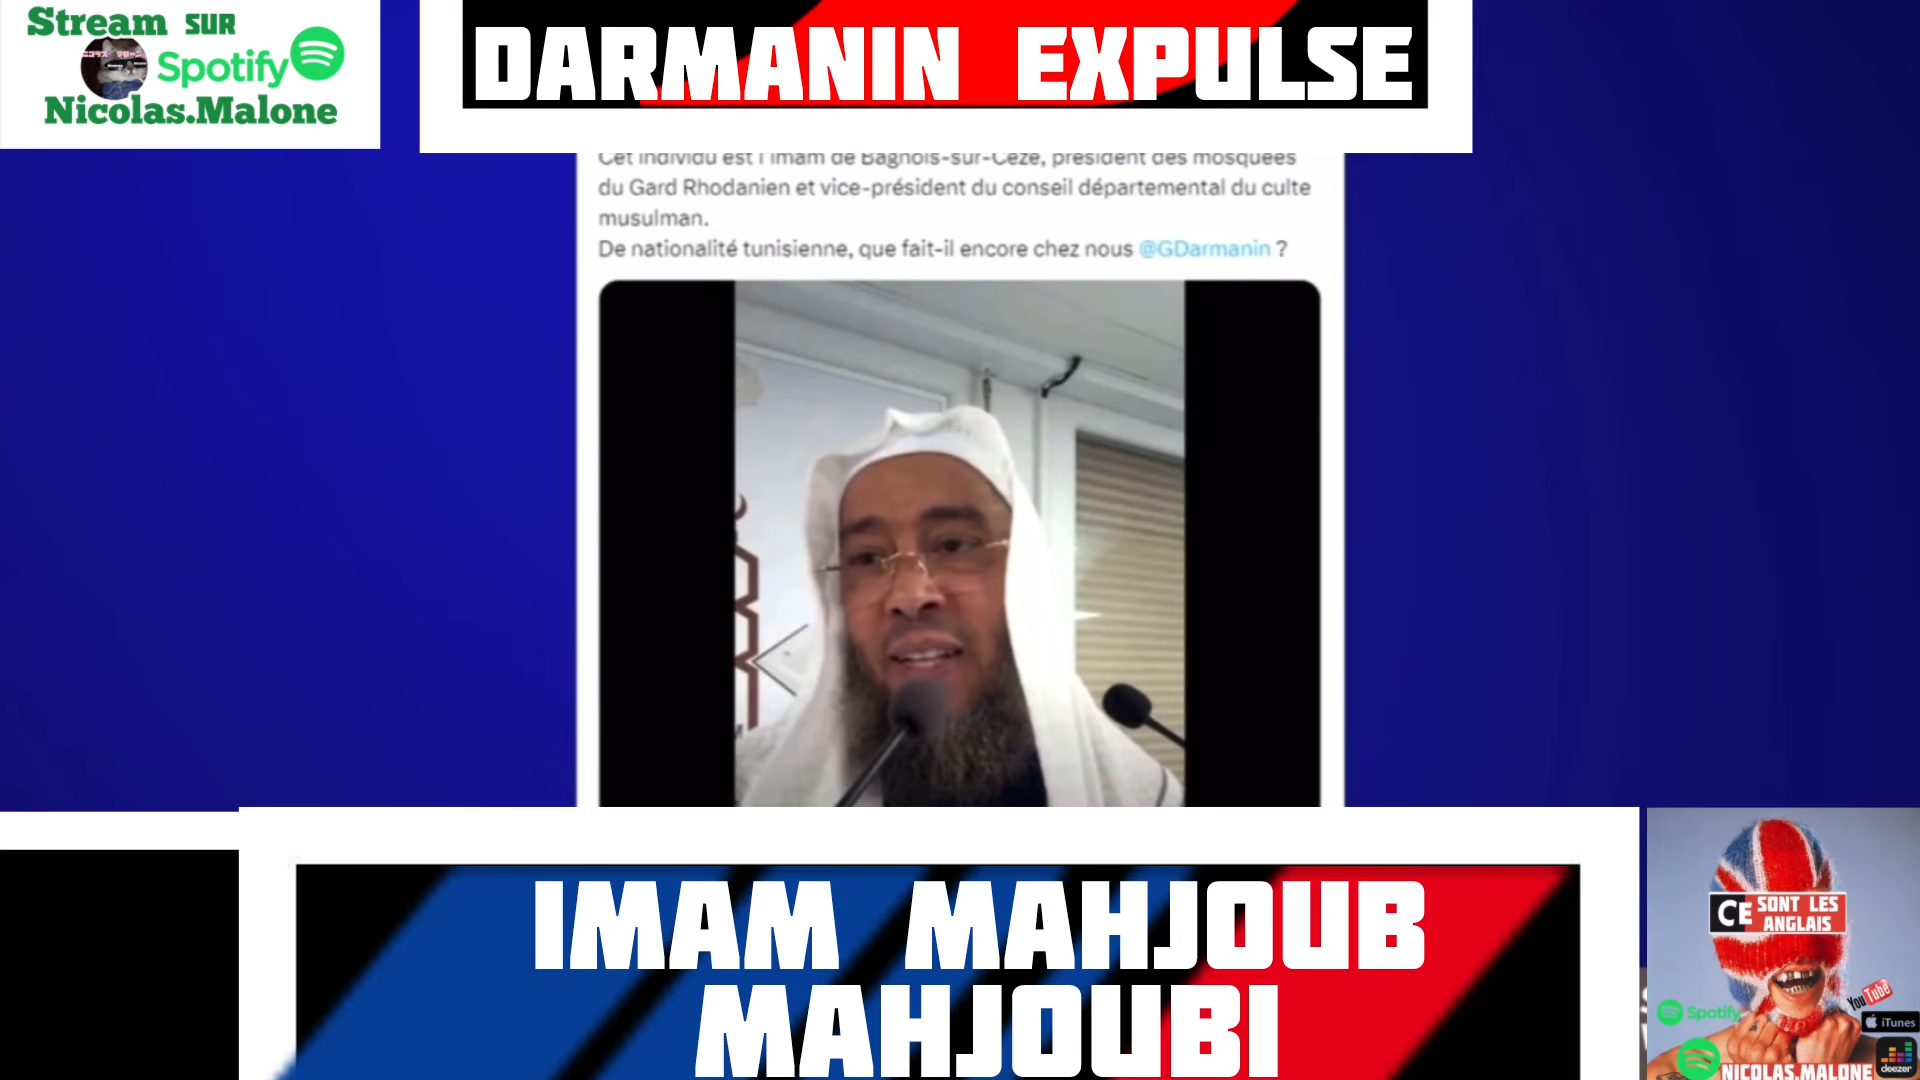 Stream SUR
Spotify
Nicolas.Malone
DARMANIN EXPULSE
Cet individu est l'imam de Bagnols-sur-Cèze, président des mosquées
du Gard Rhodanien et vice-président du conseil départemental du culte
musulman.
De nationalité tunisienne, que fait-il encore chez nous @GDarmanin ?
IMAM MAHJOUB
MAHJOUBI
CE SONT LES
ANGLAIS
YouTube
Spotify
iTunes
deezer
NICOLAS.MALONE